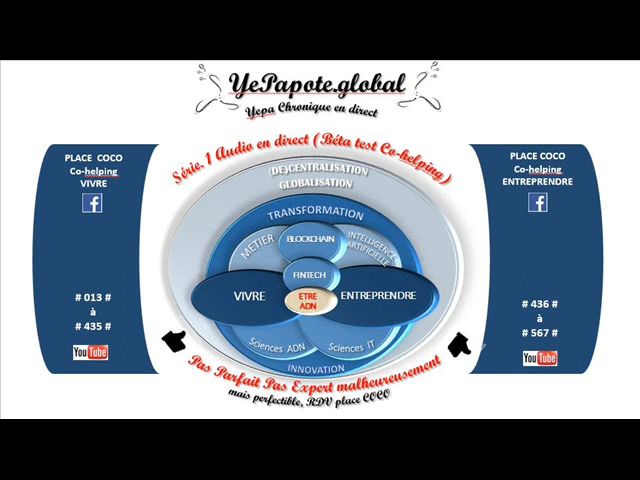 YePapote.global
Yepa Chronique en direct
Série, 1 Audio en direct (Béta test Co-helping)
PLACE COCO
Co-helping
VIVRE
# 013 #
à
# 435 #
YouTube
(DE)CENTRALISATION
GLOBALISATION
TRANSFORMATION
METIER
BLOCKCHAIN
INTELLIGENCE
ARTIFICIELLE
FINTECH
VIVRE
ETRE
ADN
ENTREPRENDRE
Sciences ADN
Sciences IT
INNOVATION
PLACE COCO
Co-helping
ENTREPRENDRE
# 436 #
à
# 567 #
YouTube
Pas Parfait Pas Expert malheureusement
mais perfectible, RDV place COCO